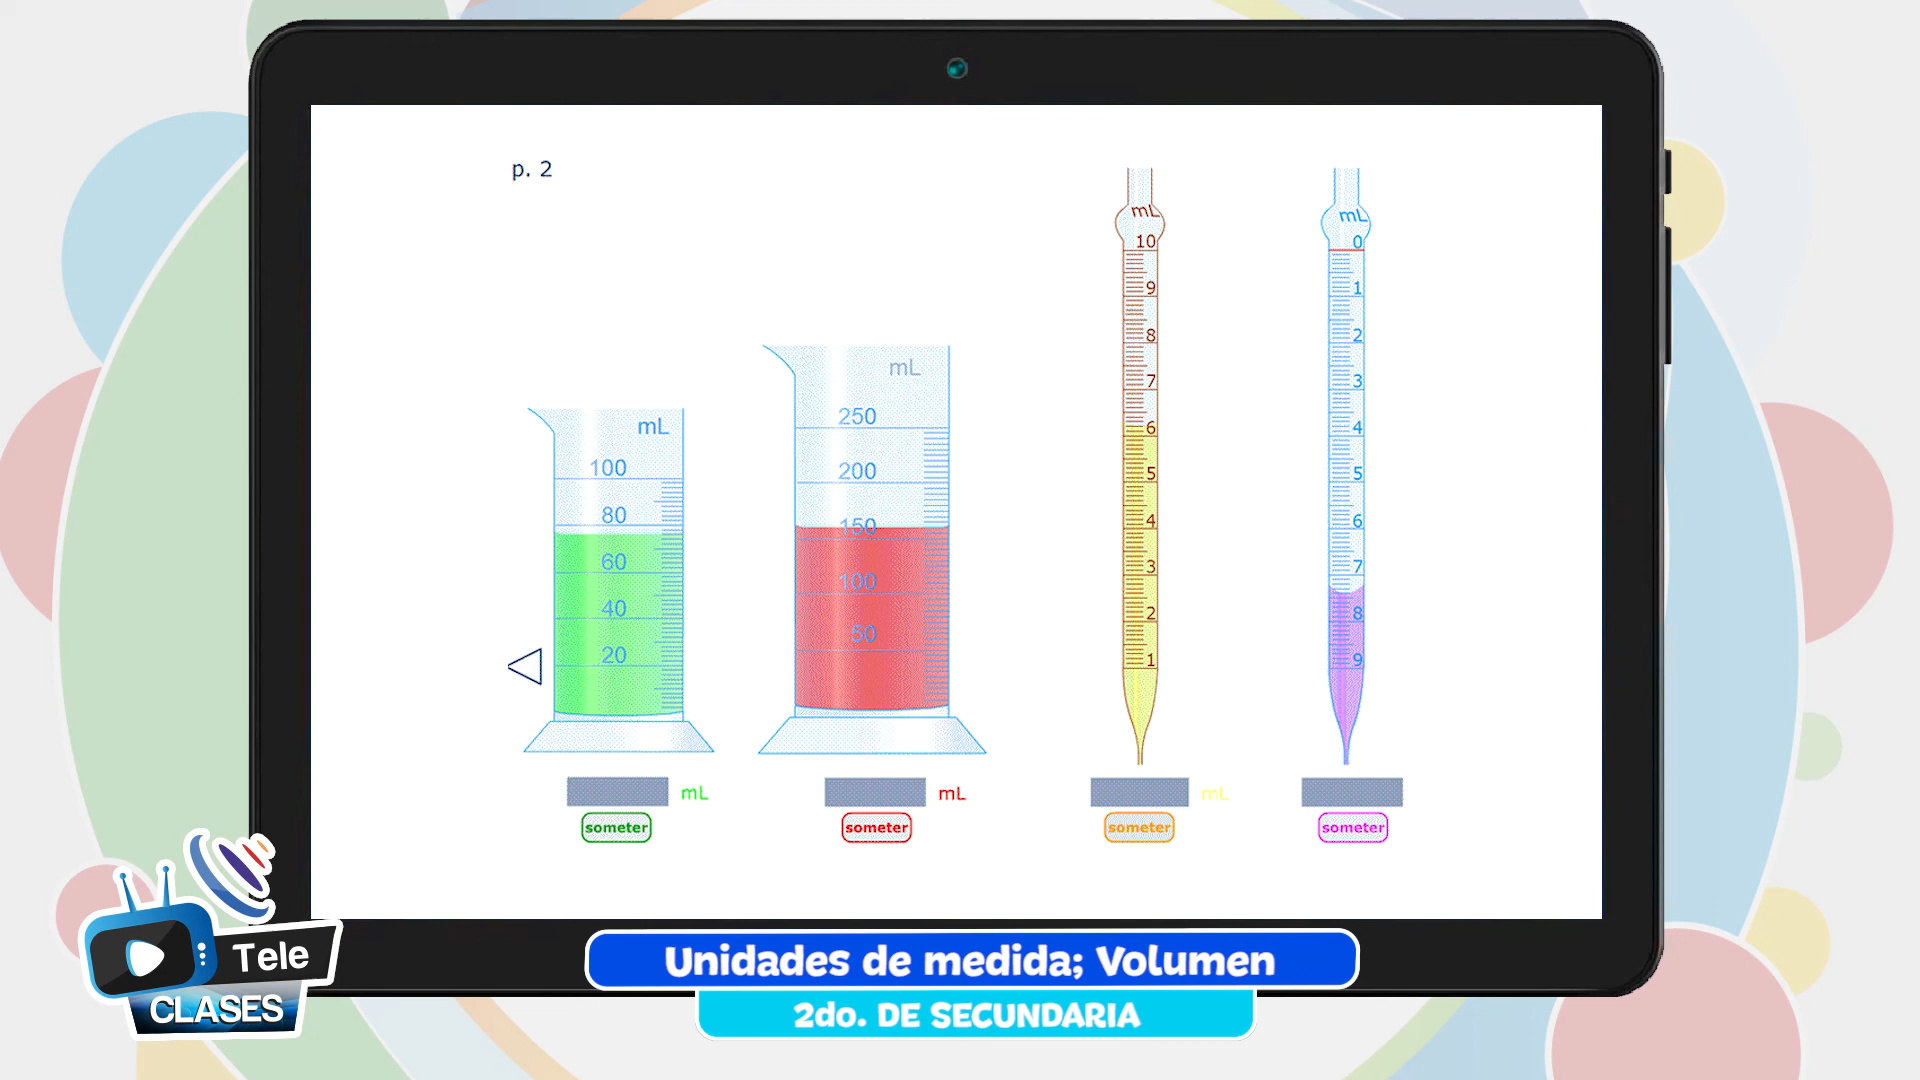 p. 2
mL
100
80
60
40
20
mL
someter
mL
250
200
150
100
50
mL
someter
mL
10
9
8
7
6
5
4
3
2
1
mL
someter
mL
0
1
2
3
4
5
6
7
8
9
someter
Tele
CLASES
Unidades de medida; Volumen
2do. DE SECUNDARIA